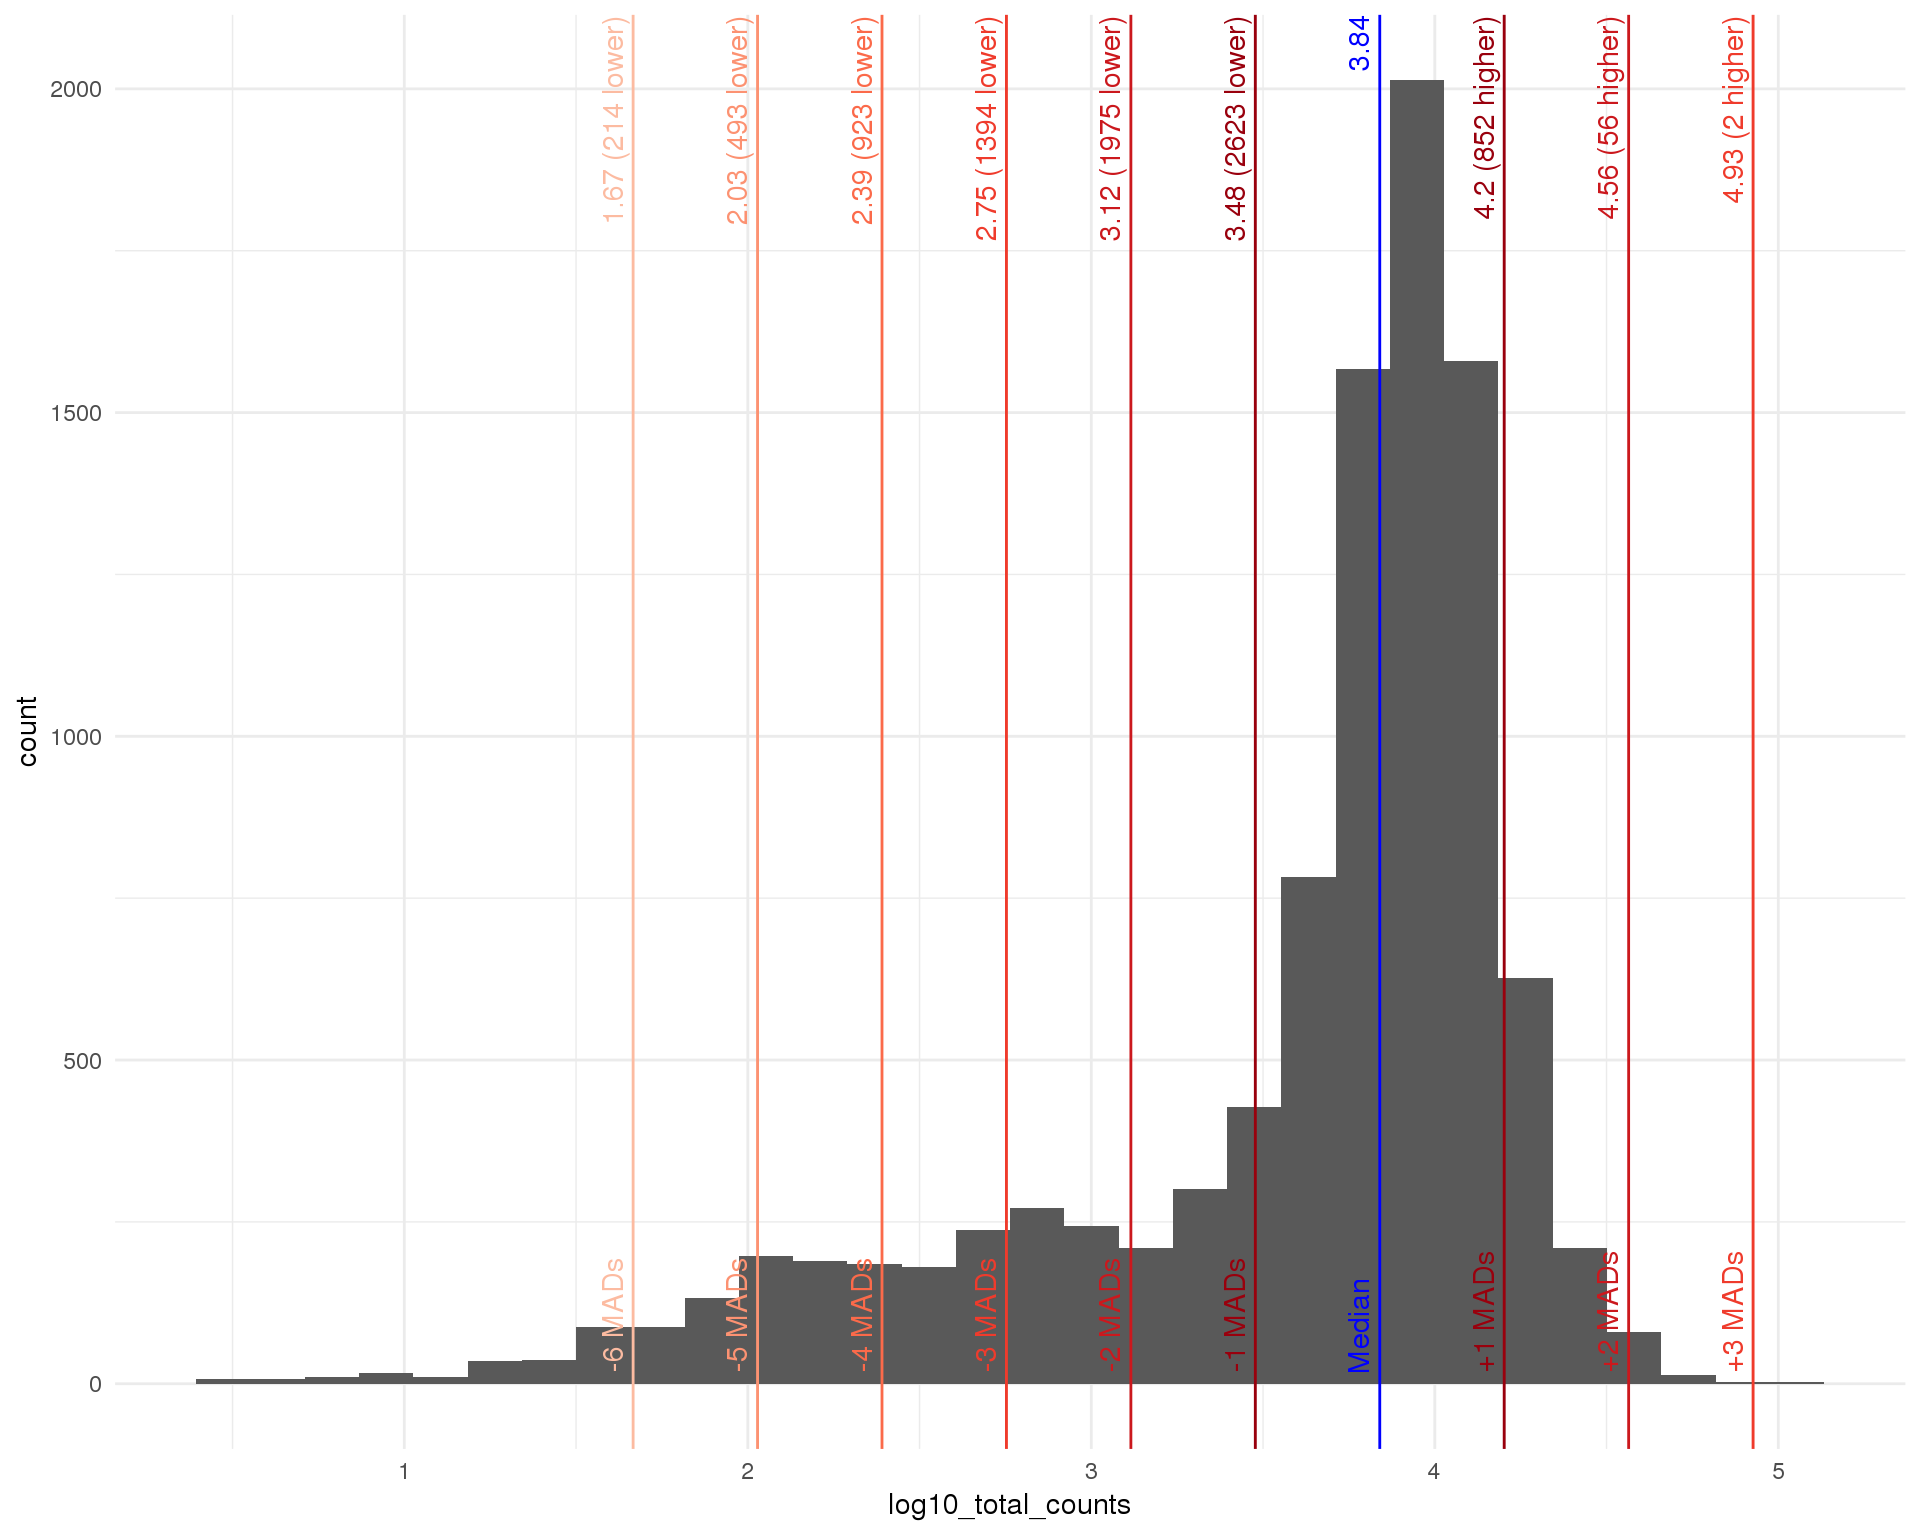 1.67 (214 lower)
2.03 (493 lower)
2.39 (923 lower)
2.75 (1394 lower)
3.12 (1975 lower)
3.48 (2623 lower)
3.84
4.2 (852 higher)
4.56 (56 higher)
4.93 (2 higher)
2000
1500
1000
500
0
count
-6 MADs
-5 MADs
-4 MADs
-3 MADs
-2 MADs
-1 MADs
Median
+1 MADs
+2 MADs
+3 MADs
1
2
3
4
5
log10_total_counts